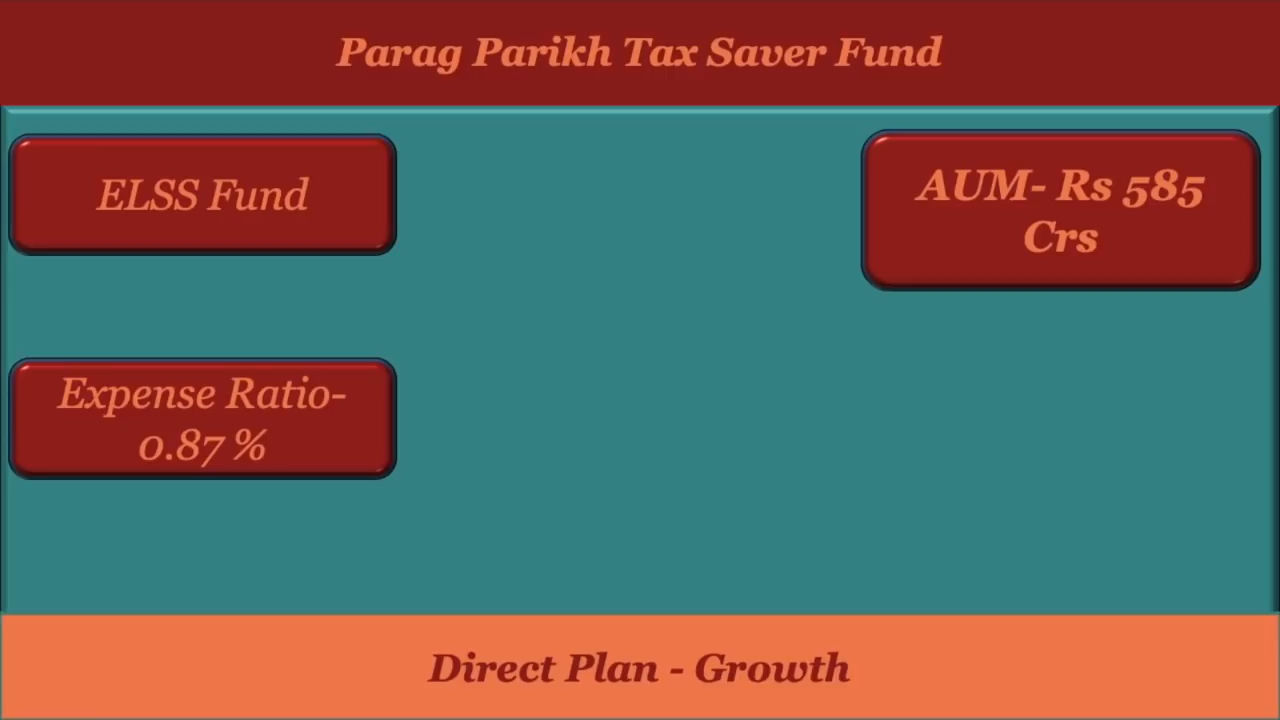 Parag Parikh Tax Saver Fund
ELSS Fund
AUM- Rs 585
Crs
Expense Ratio-
0.87 %
Direct Plan - Growth